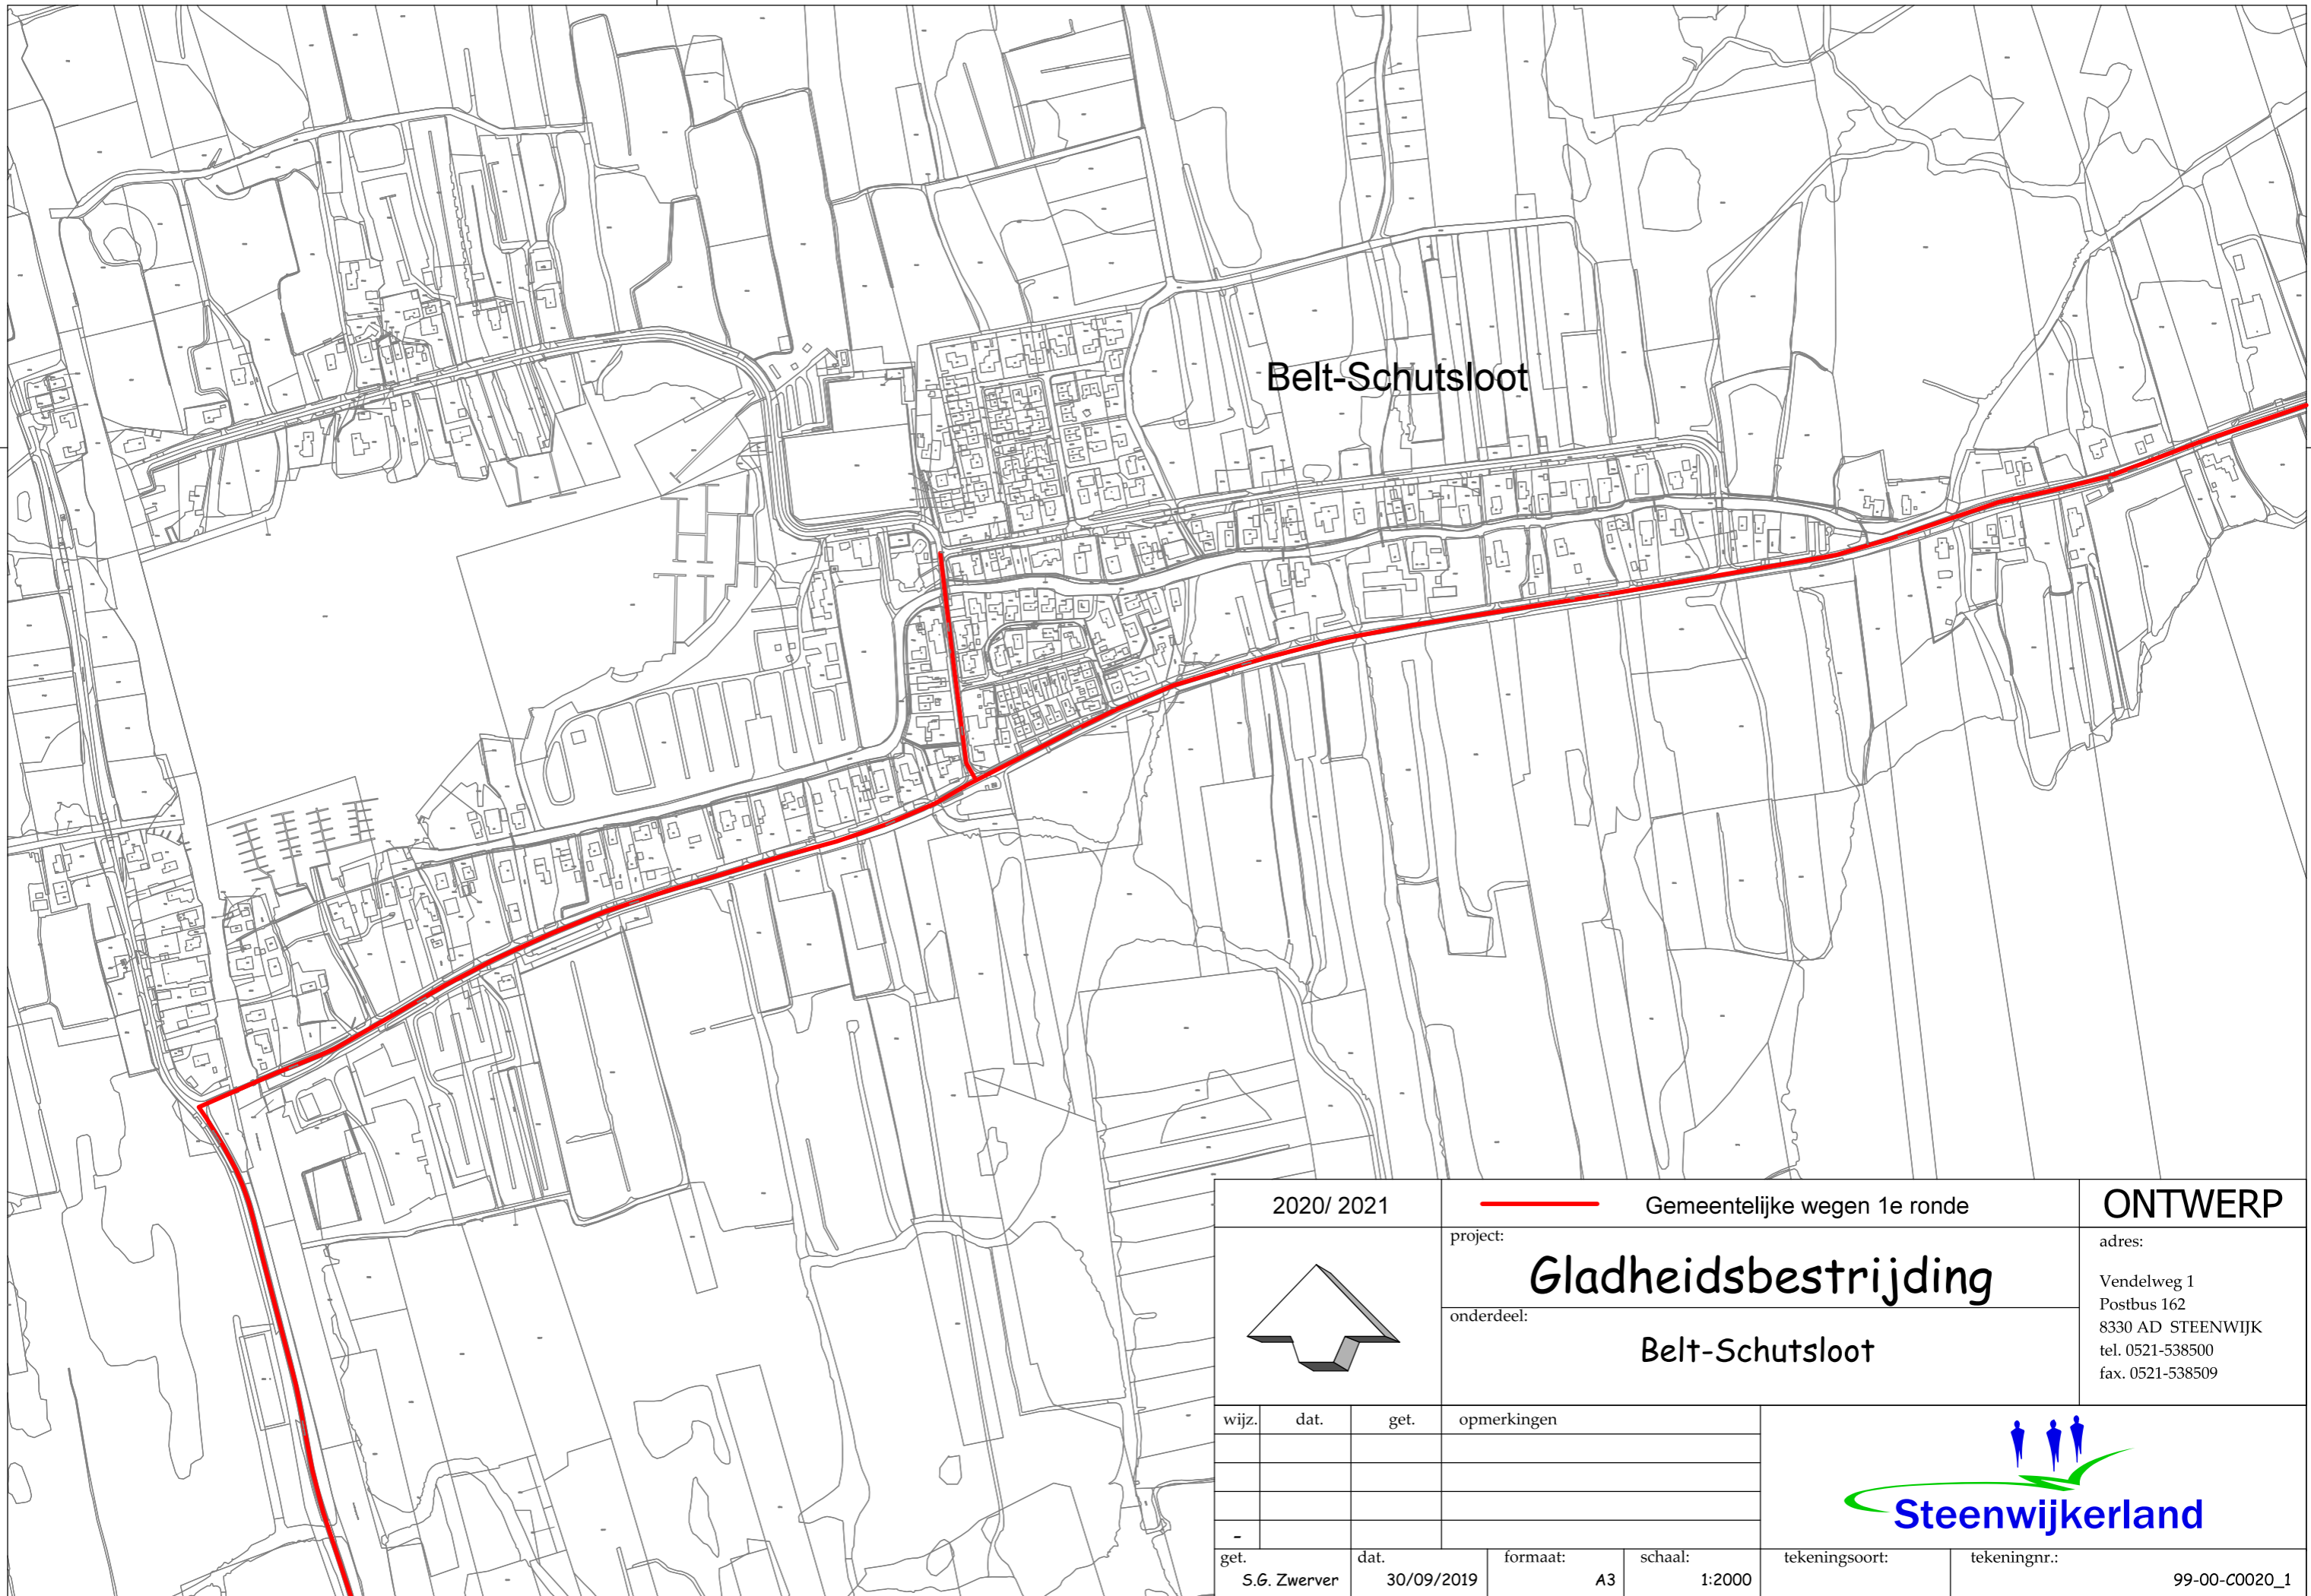 Belt-Schutsloot
2020/ 2021
Gemeentelijke wegen 1e ronde
ONTWERP
project:
Gladheidsbestrijding
onderdeel:
Belt-Schutsloot
adres:
Vendelweg 1
Postbus 162
8330 AD STEENWIJK
tel. 0521-538500
fax. 0521-538509
wijz. dat. get. opmerkingen
-
Steenwijkerland
get. dat. formaat: schaal: tekeningsoort: tekeningnr.:
S.G. Zwerver 30/09/2019 A3 1:2000 99-00-C0020_1